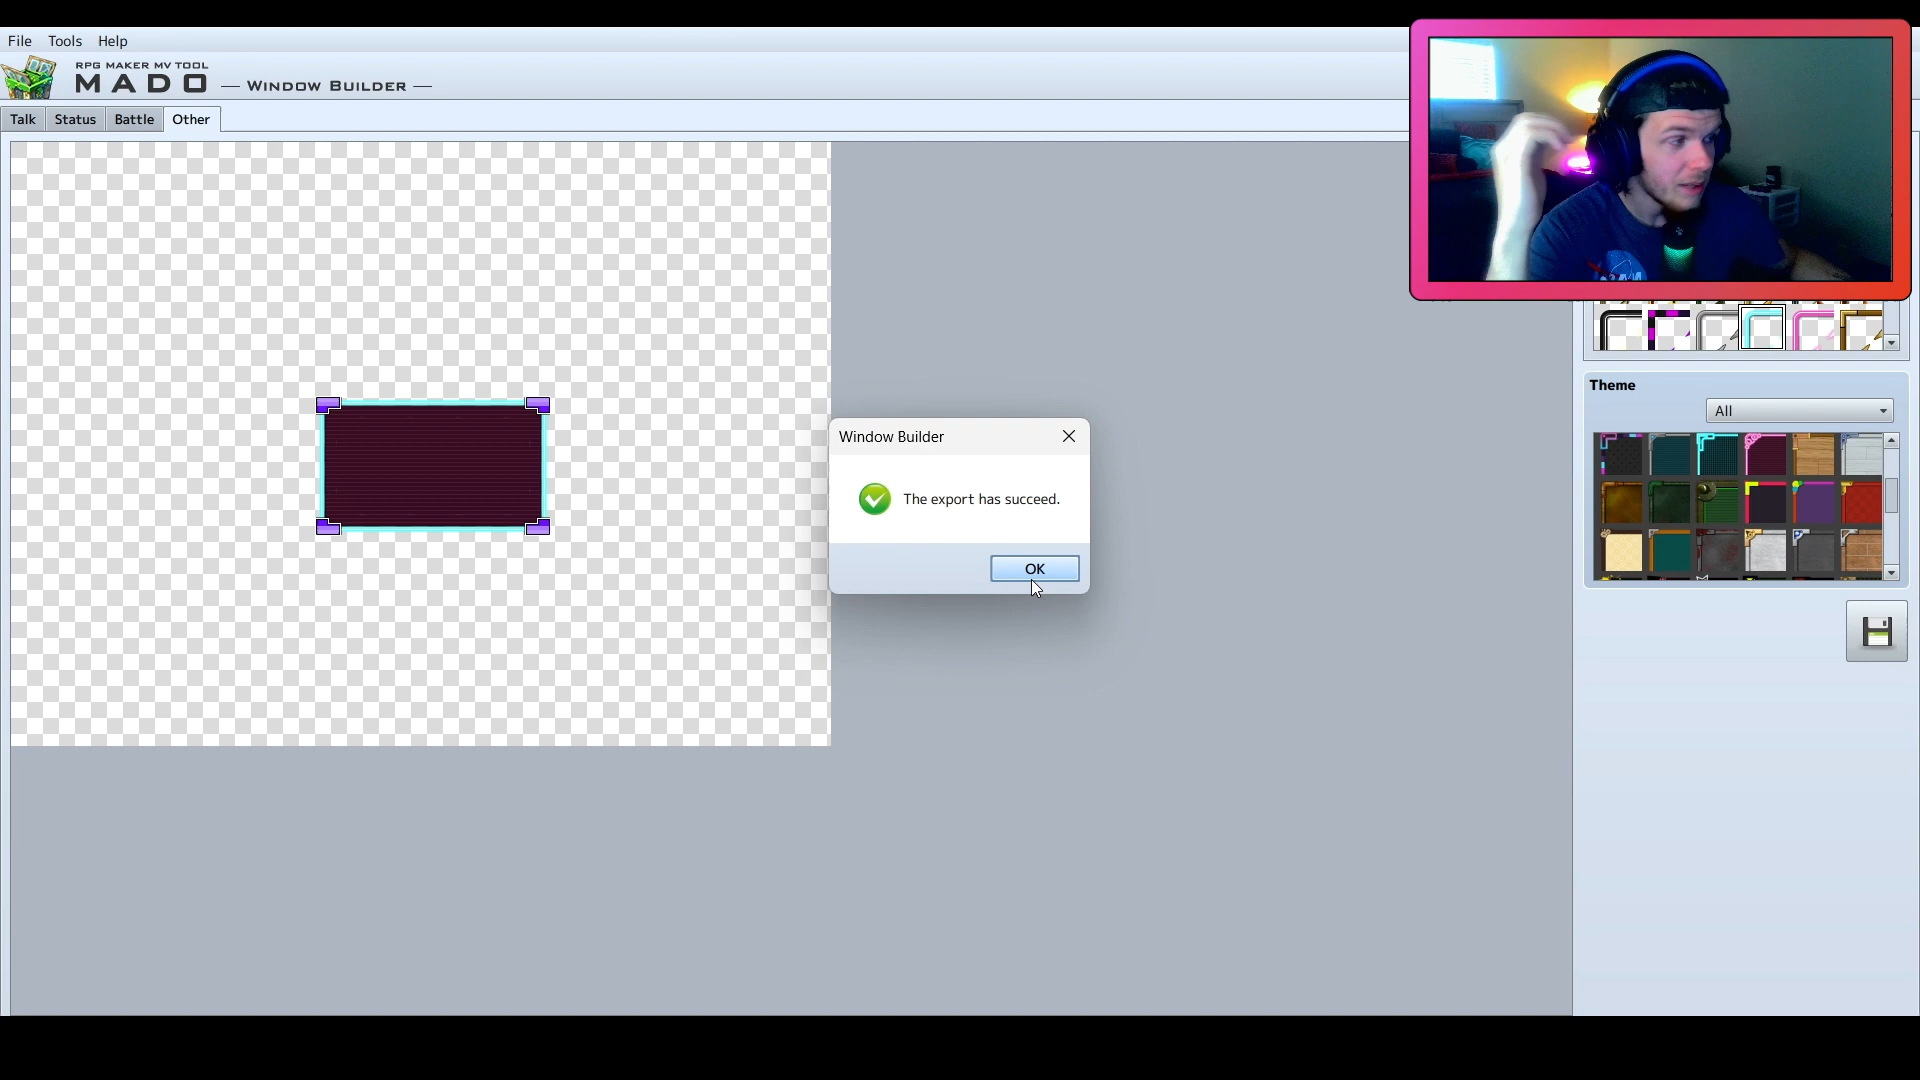 File Tools Help
RPG MAKER MV TOOL
MADO — WINDOW BUILDER —
Talk Status Battle Other
Window Builder
The export has succeed.
OK
Theme
All